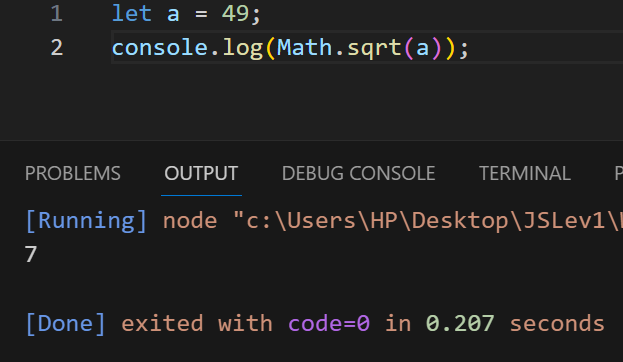 1 let a = 49;
2 console.log(Math.sqrt(a));
PROBLEMS OUTPUT DEBUG CONSOLE TERMINAL P
[Running] node "c:\Users\HP\Desktop\JSLev1\
7
[Done] exited with code=0 in 0.207 seconds